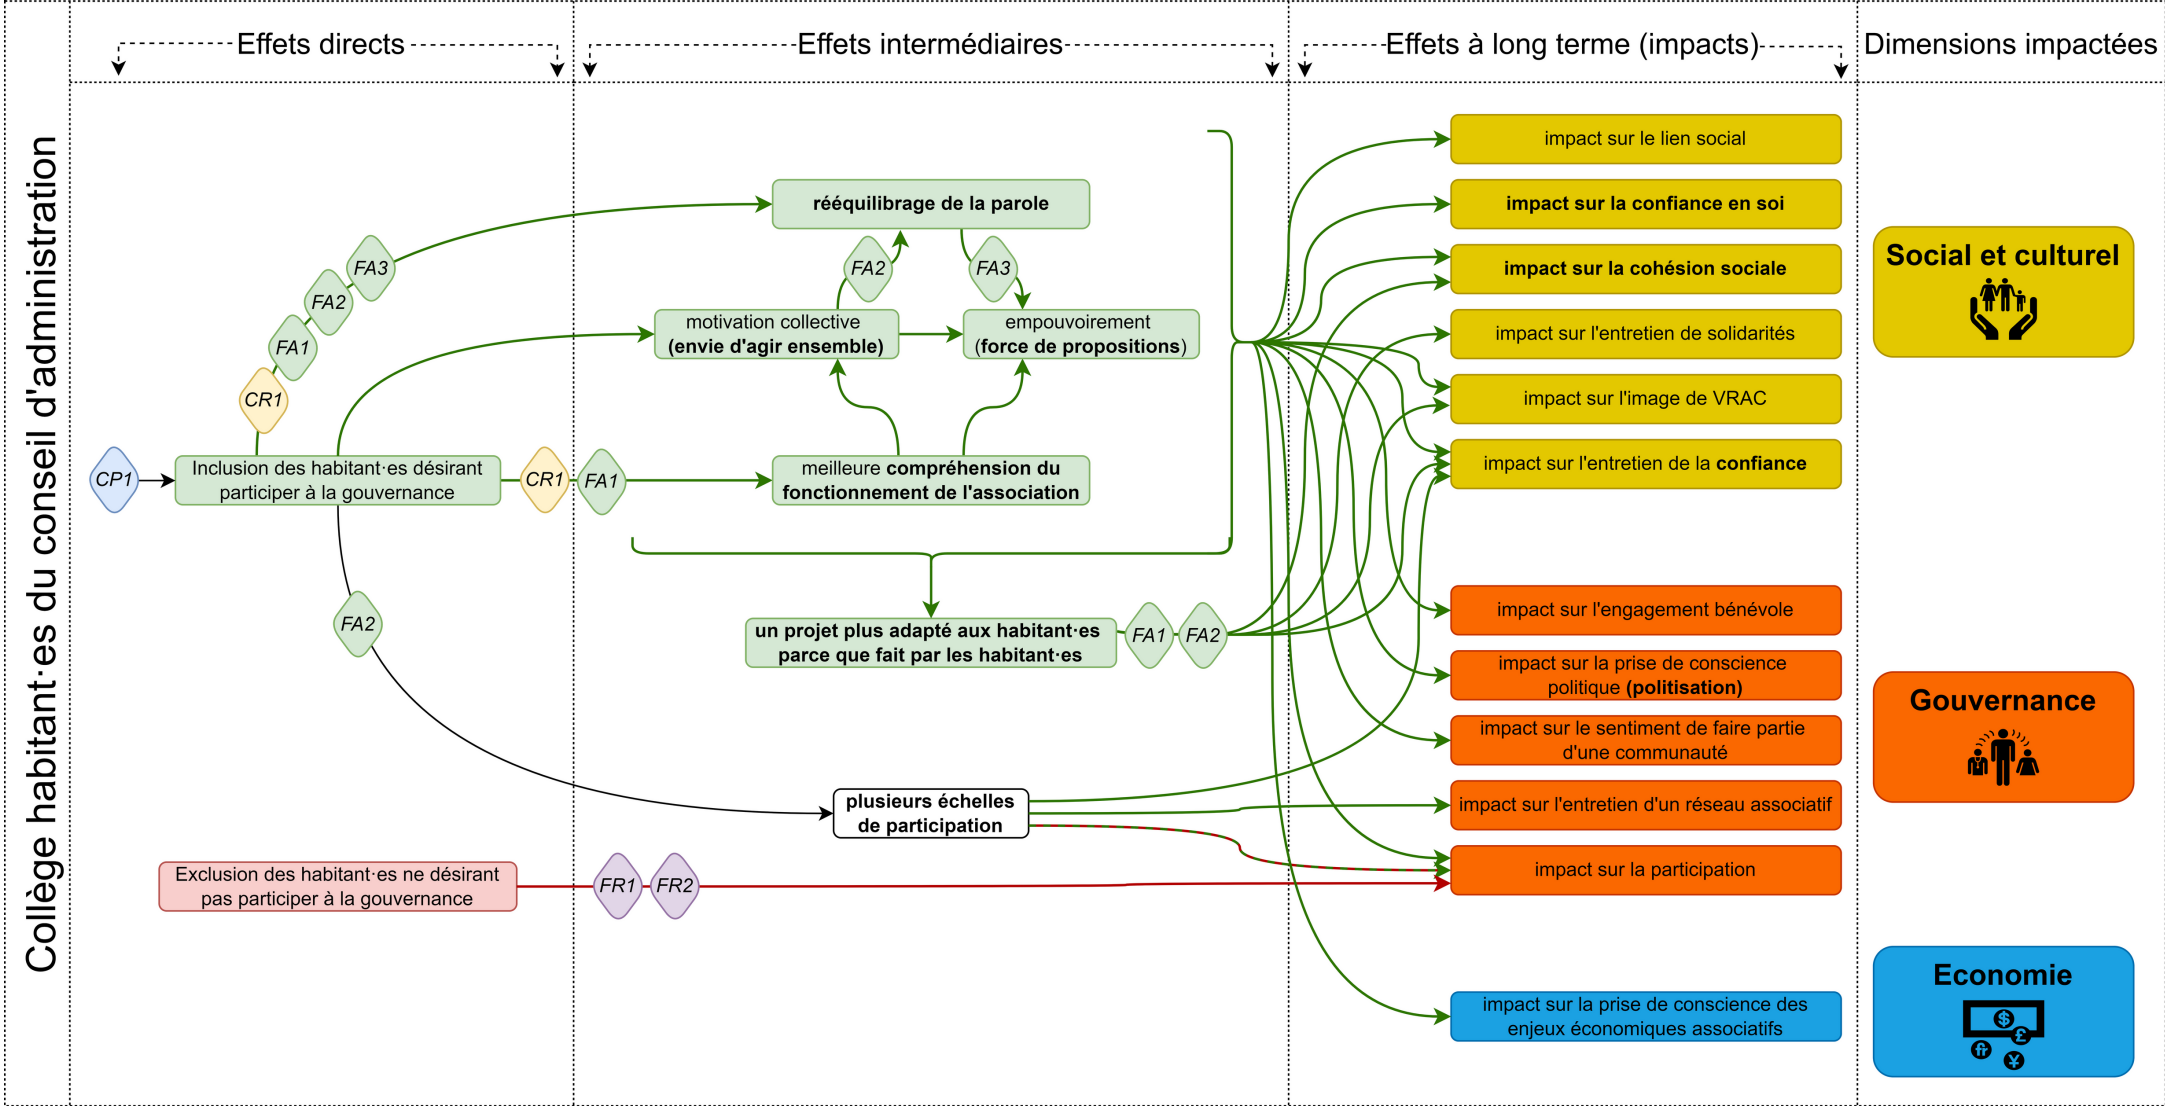 Collège habitant·es du conseil d'administration
Effets directs
Effets intermédiaires
Effets à long terme (impacts)
Dimensions impactées
CP1
Inclusion des habitant·es désirant
participer à la gouvernance
CR1
FA1
FA2
FA3
CR1
FA1
FA2
rééquilibrage de la parole
FA2
FA3
motivation collective
(envie d'agir ensemble)
empouvoirement
(force de propositions)
meilleure compréhension du
fonctionnement de l'association
un projet plus adapté aux habitant·es
parce que fait par les habitant·es
FA1
FA2
plusieurs échelles
de participation
Exclusion des habitant·es ne désirant
pas participer à la gouvernance
FR1
FR2
impact sur le lien social
impact sur la confiance en soi
impact sur la cohésion sociale
impact sur l'entretien de solidarités
impact sur l'image de VRAC
impact sur l'entretien de la confiance
impact sur l'engagement bénévole
impact sur la prise de conscience
politique (politisation)
impact sur le sentiment de faire partie
d'une communauté
impact sur l'entretien d'un réseau associatif
impact sur la participation
impact sur la prise de conscience des
enjeux économiques associatifs
Social et culturel
Gouvernance
Economie
$
£
fr
¥